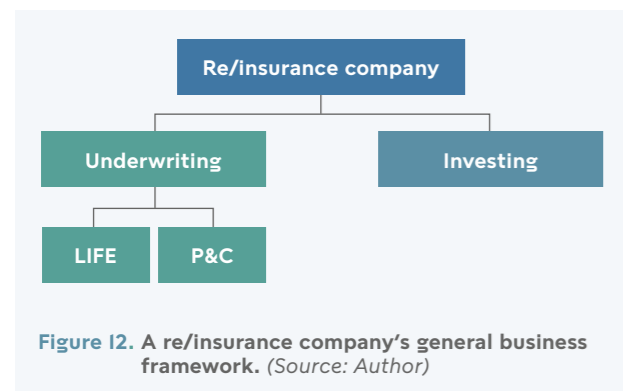 Re/insurance company
Underwriting
Investing
LIFE
P&C
Figure 12. A re/insurance company's general business
framework. (Source: Author)